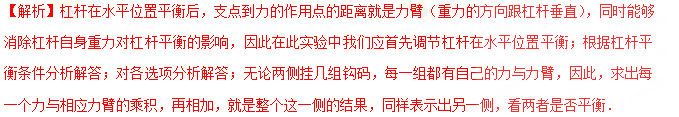 【解析】杠杆在水平位置平衡后，支点到力的作用点的距离就是力臂（重力的方向跟杠杆垂直），同时能够
消除杠杆自身重力对杠杆平衡的影响，因此在此实验中我们应首先调节杠杆在水平位置平衡；根据杠杆平
衡条件分析解答；对各选项分析解答；无论两侧挂几组钩码，每一组都有自己的力与力臂，因此，求出每
一个力与相应力臂的乘积，再相加，就是整个这一侧的结果，同样表示出另一侧，看两者是否平衡．